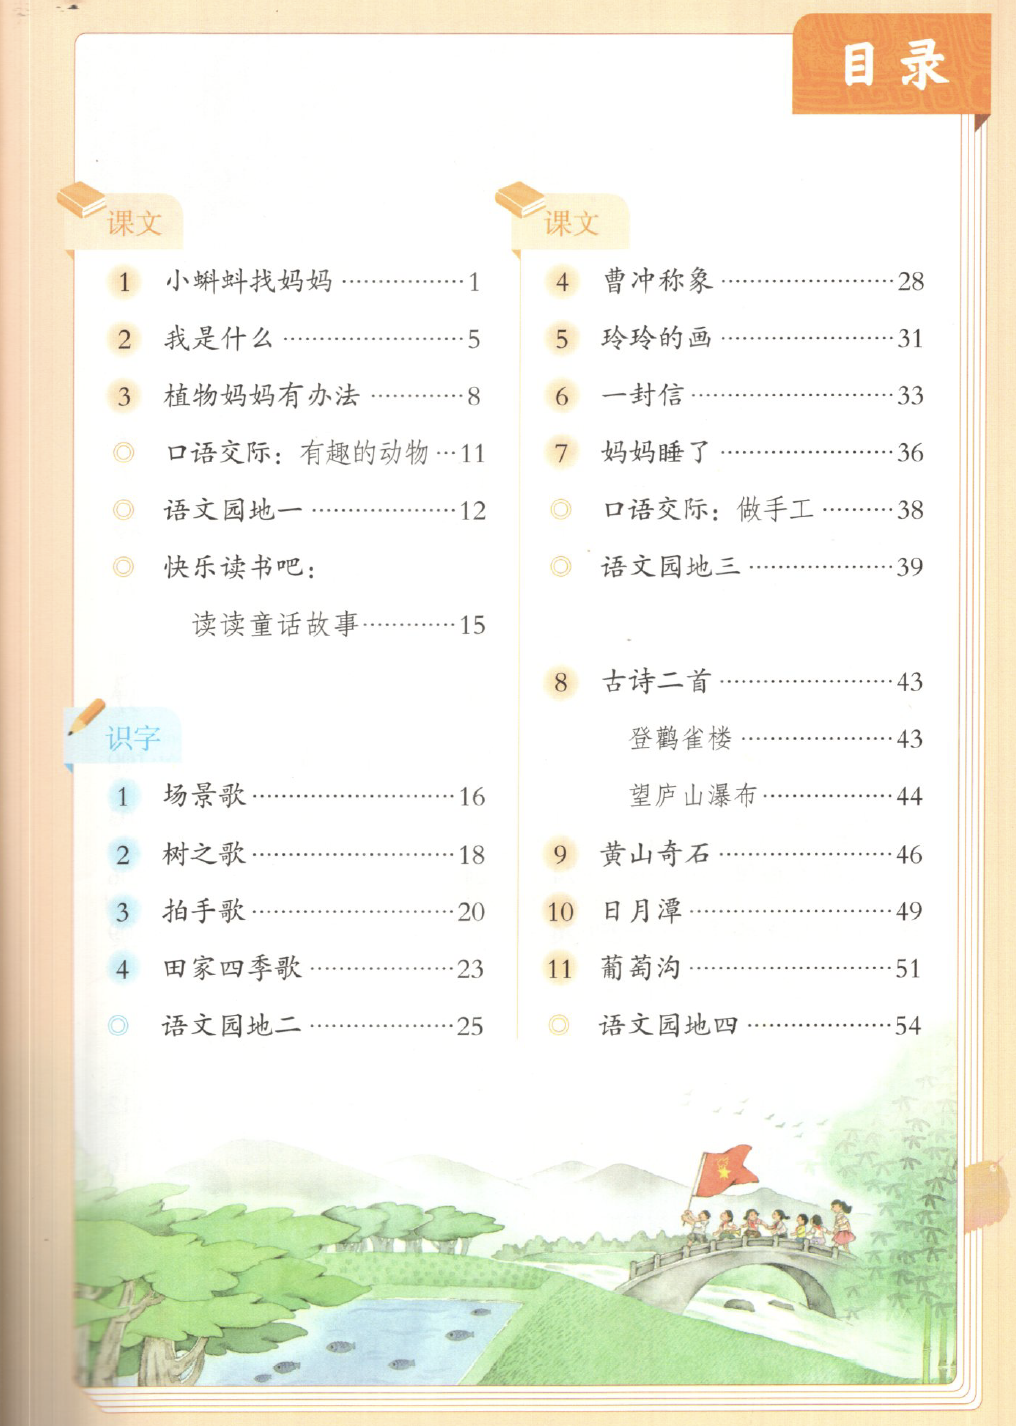 目录
课文
1 小蝌蚪找妈妈 ··············· 1
2 我是什么 ······················ 5
3 植物妈妈有办法 ············ 8
◎ 口语交际：有趣的动物 ··· 11
◎ 语文园地一 ·················· 12
◎ 快乐读书吧：
读读童话故事 ············ 15
识字
1 场景歌 ························· 16
2 树之歌 ························· 18
3 拍手歌 ························· 20
4 田家四季歌 ·················· 23
◎ 语文园地二 ·················· 25
课文
4 曹冲称象 ····················· 28
5 玲玲的画 ····················· 31
6 一封信 ························· 33
7 妈妈睡了 ····················· 36
◎ 口语交际：做手工 ········· 38
◎ 语文园地三 ·················· 39
8 古诗二首 ····················· 43
登鹳雀楼 ··················· 43
望庐山瀑布 ················ 44
9 黄山奇石 ····················· 46
10 日月潭 ························ 49
11 葡萄沟 ························ 51
◎ 语文园地四 ·················· 54